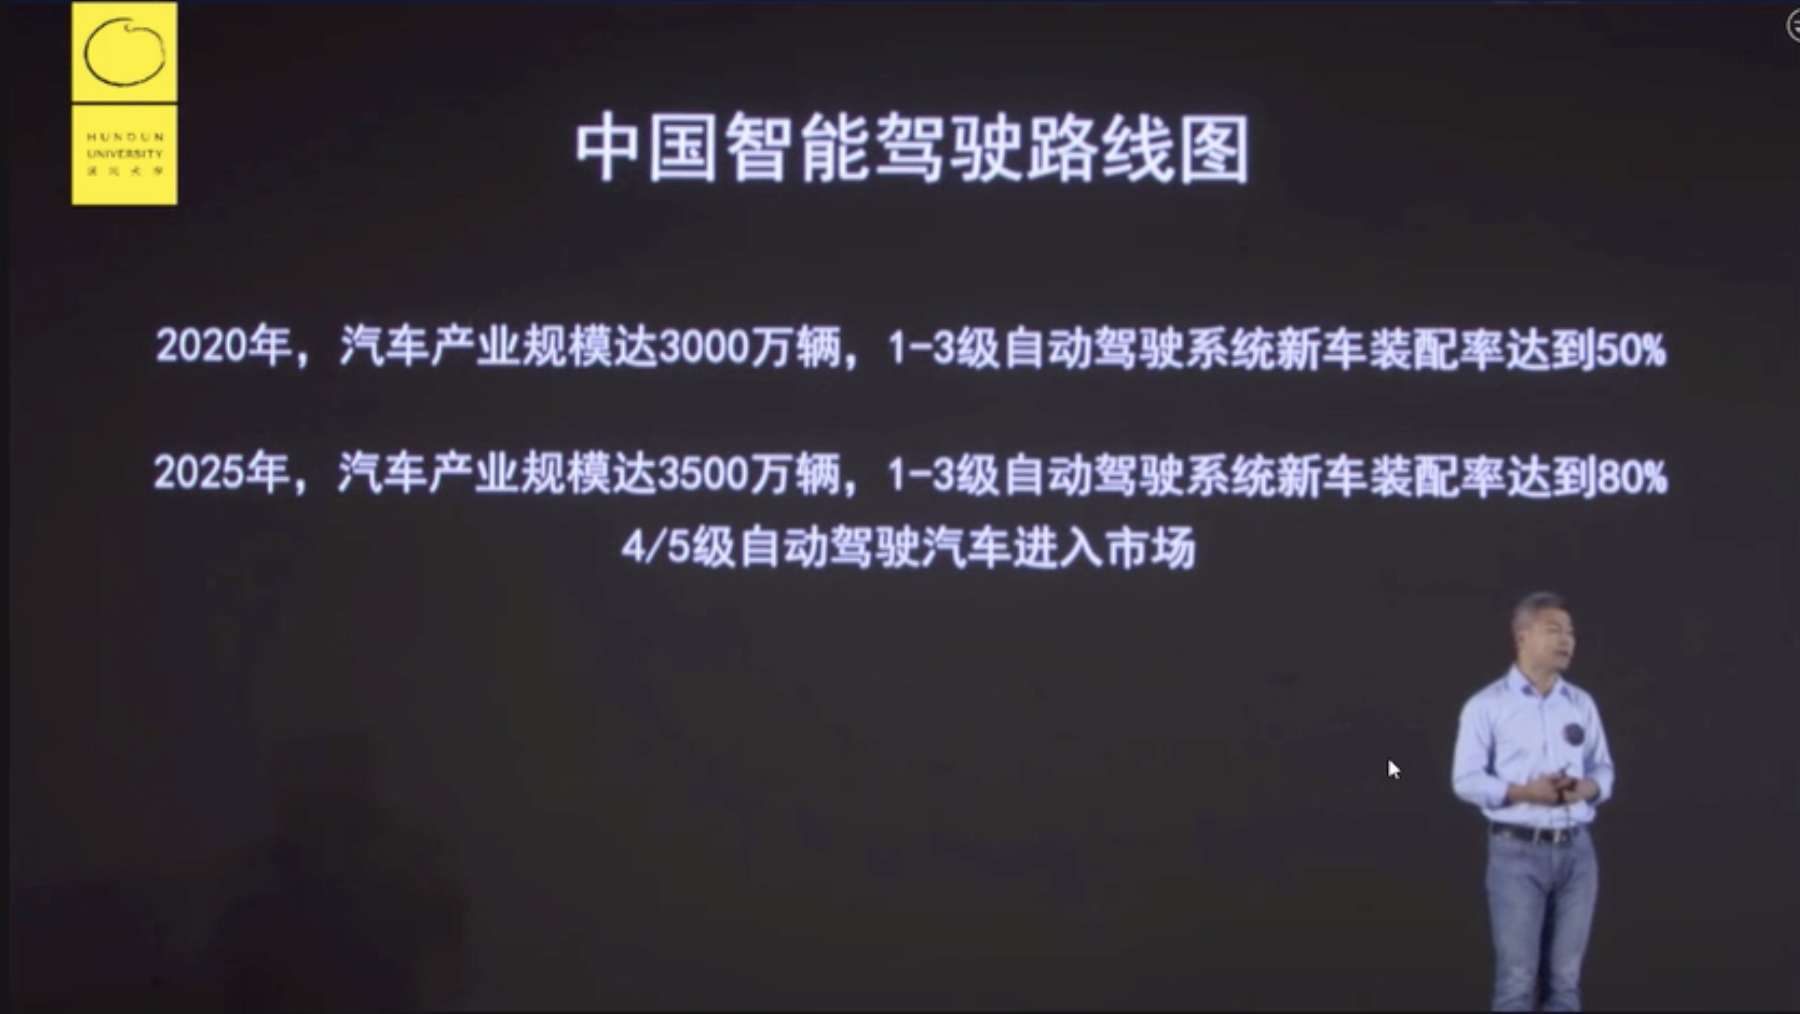 HUNDUN
UNIVERSITY
混沌大学
中国智能驾驶路线图
2020年，汽车产业规模达3000万辆，1-3级自动驾驶系统新车装配率达到50%
2025年，汽车产业规模达3500万辆，1-3级自动驾驶系统新车装配率达到80%
4/5级自动驾驶汽车进入市场